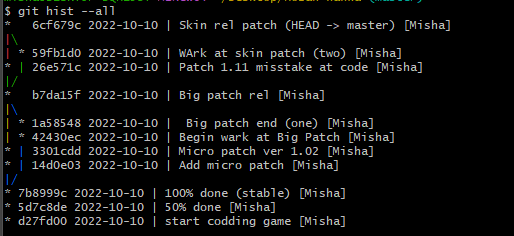 $ git hist --all
*   6cf679c 2022-10-10 | Skin rel patch (HEAD -> master) [Misha]
|\
| * 59fb1d0 2022-10-10 | WArk at skin patch (two) [Misha]
* | 26e571c 2022-10-10 | Patch 1.11 misstake at code [Misha]
|/
*   b7da15f 2022-10-10 | Big patch rel [Misha]
|\
| * 1a58548 2022-10-10 |  Big patch end (one) [Misha]
| * 42430ec 2022-10-10 | Begin wark at Big Patch [Misha]
* | 3301cdd 2022-10-10 | Micro patch ver 1.02 [Misha]
* | 14d0e03 2022-10-10 | Add micro patch [Misha]
|/
* 7b8999c 2022-10-10 | 100% done (stable) [Misha]
* 5d7c8de 2022-10-10 | 50% done [Misha]
* d27fd00 2022-10-10 | start codding game [Misha]